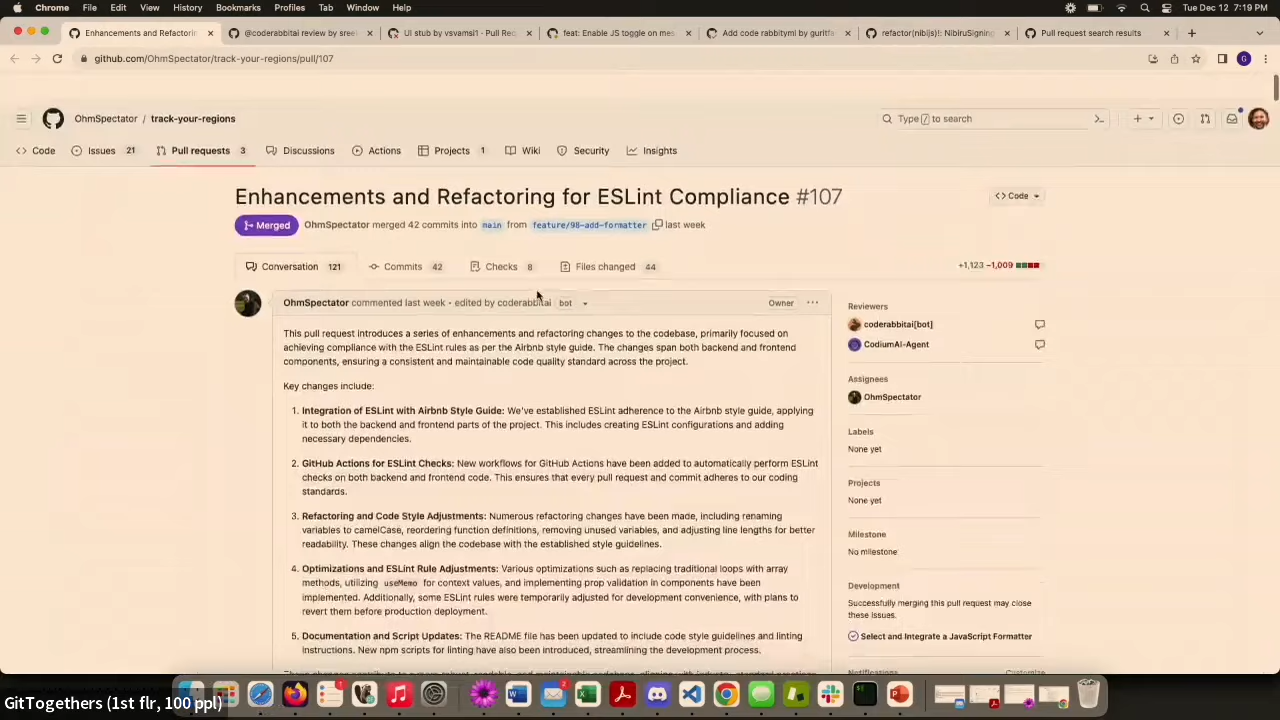 Chrome File Edit View History Bookmarks Profiles Tab Window Help Tue Dec 12 7:19 PM
Enhancements and Refactorin × @coderabbitai review by sree × UI stub by vsvamsi1 · Pull Re × feat: Enable JS toggle on me × Add code rabbityml by guritfa × refactor(nibijs)!: NibiruSigning × Pull request search results ×
github.com/OhmSpectator/track-your-regions/pull/107
OhmSpectator / track-your-regions Type / to search
Code Issues 21 Pull requests 3 Discussions Actions Projects 1 Wiki Security Insights
Enhancements and Refactoring for ESLint Compliance #107 Code
Merged OhmSpectator merged 42 commits into main from feature/98-add-formatter last week
Conversation 121 Commits 42 Checks 8 Files changed 44 +1,123 −1,009
OhmSpectator commented last week · edited by coderabbitai bot Owner ···
This pull request introduces a series of enhancements and refactoring changes to the codebase, primarily focused on
achieving compliance with the ESLint rules as per the Airbnb style guide. The changes span both backend and frontend
components, ensuring a consistent and maintainable code quality standard across the project.
Key changes include:
1. Integration of ESLint with Airbnb Style Guide: We've established ESLint adherence to the Airbnb style guide, applying
it to both the backend and frontend parts of the project. This includes creating ESLint configurations and adding
necessary dependencies.
2. GitHub Actions for ESLint Checks: New workflows for GitHub Actions have been added to automatically perform ESLint
checks on both backend and frontend code. This ensures that every pull request and commit adheres to our coding
standards.
3. Refactoring and Code Style Adjustments: Numerous refactoring changes have been made, including renaming
variables to camelCase, reordering function definitions, removing unused variables, and adjusting line lengths for better
readability. These changes align the codebase with the established style guidelines.
4. Optimizations and ESLint Rule Adjustments: Various optimizations such as replacing traditional loops with array
methods, utilizing useMemo for context values, and implementing prop validation in components have been
implemented. Additionally, some ESLint rules were temporarily adjusted for development convenience, with plans to
revert them before production deployment.
5. Documentation and Script Updates: The README file has been updated to include code style guidelines and linting
instructions. New npm scripts for linting have also been introduced, streamlining the development process.
Reviewers
coderabbitai[bot]
CodiumAI-Agent
Assignees
OhmSpectator
Labels
None yet
Projects
None yet
Milestone
No milestone
Development
Successfully merging this pull request may close
these issues.
Select and Integrate a JavaScript Formatter
Notifications Customize
GitTogethers (1st flr, 100 ppl)